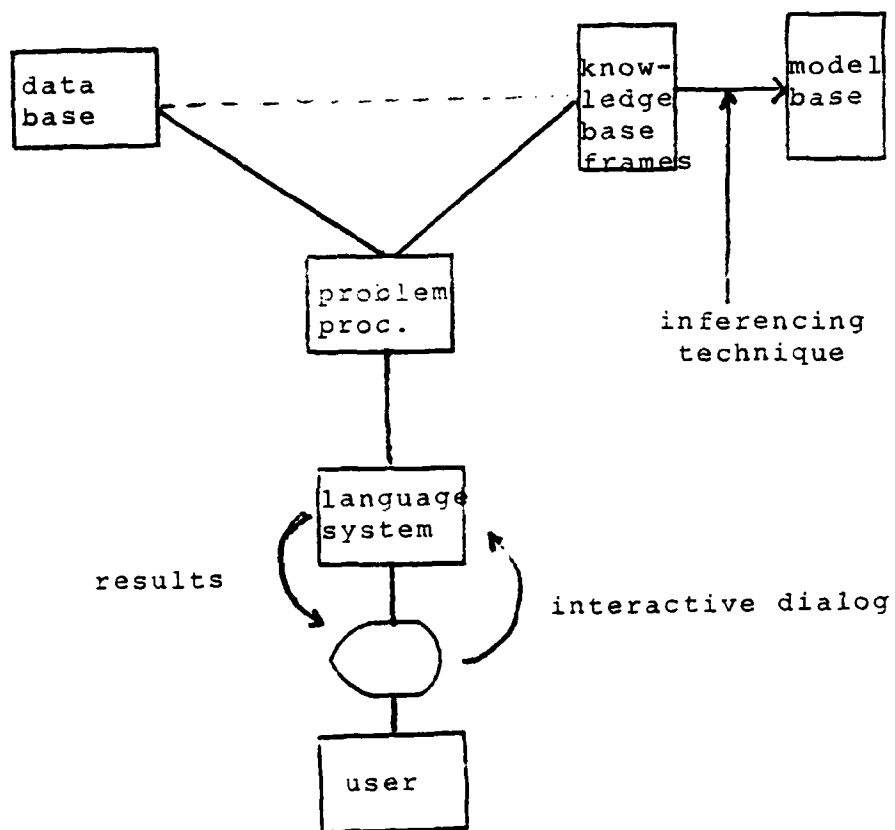 data
base
know-
ledge
base
frames
model
base
problem
proc.
inferencing
technique
language
system
results
interactive dialog
user